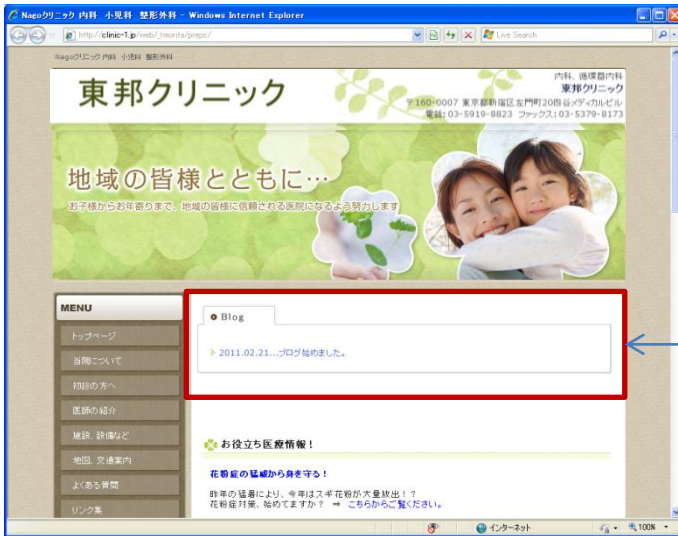 Nagoクリニック 内科 小児科 整形外科 - Windows Internet Explorer
http://clinic-1.jp/web/_tmorita/prepo/
Live Search
Nagoクリニック 内科 小児科 整形外科
東邦クリニック
内科、循環器内科
東邦クリニック
〒160-0007 東京都新宿区左門町20四谷メディカルビル
電話：03-5919-8823 ファックス：03-5379-8173
地域の皆様とともに…
お子様からお年寄りまで、地域の皆様に信頼される医院になるよう努力します
MENU
トップページ
当院について
初診の方へ
医師の紹介
施設、設備など
地図、交通案内
よくある質問
リンク集
Blog
2011.02.21...ブログ始めました。
お役立ち医療情報！
花粉症の猛威から身を守る！
昨年の猛暑により、今年はスギ花粉が大量放出！？
花粉症対策、始めてますか？ ⇒ こちらからご覧ください。
インターネット
100%